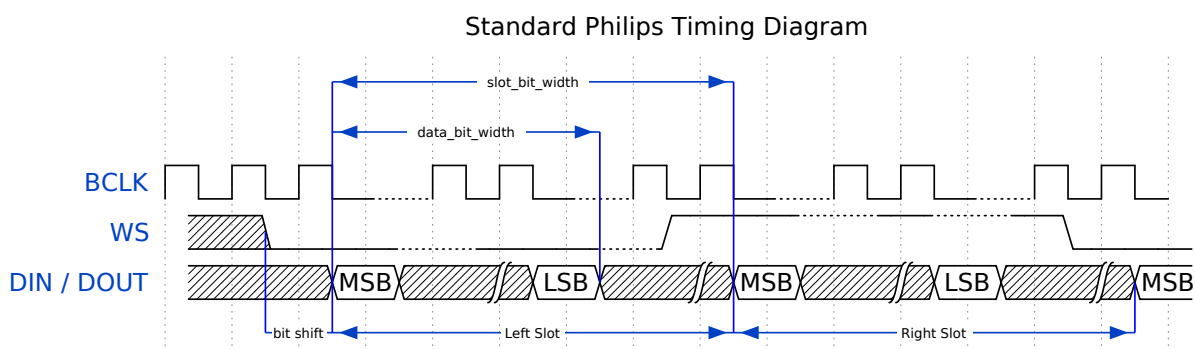 Standard Philips Timing Diagram
slot_bit_width
data_bit_width
BCLK
WS
DIN / DOUT
MSB
LSB
MSB
LSB
MSB
bit shift
Left Slot
Right Slot